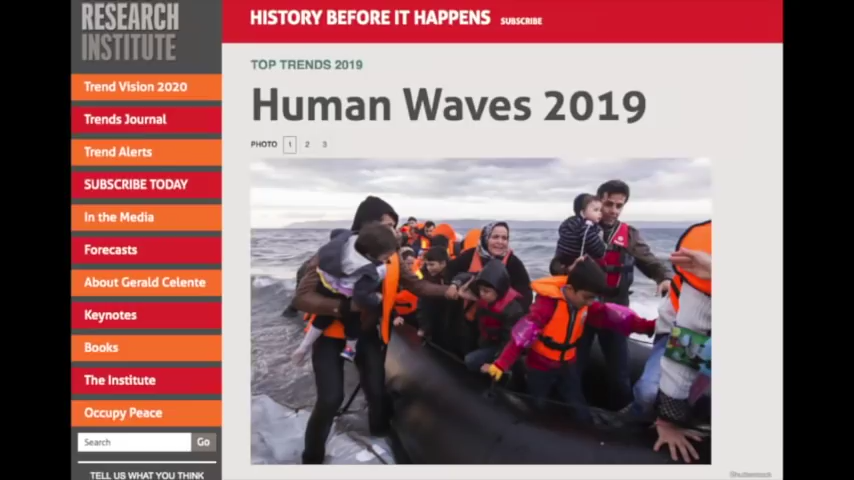 RESEARCH
INSTITUTE
HISTORY BEFORE IT HAPPENS SUBSCRIBE
TOP TRENDS 2019
Human Waves 2019
PHOTO 1 2 3
Trend Vision 2020
Trends Journal
Trend Alerts
SUBSCRIBE TODAY
In the Media
Forecasts
About Gerald Celente
Keynotes
Books
The Institute
Occupy Peace
Search Go
TELL US WHAT YOU THINK